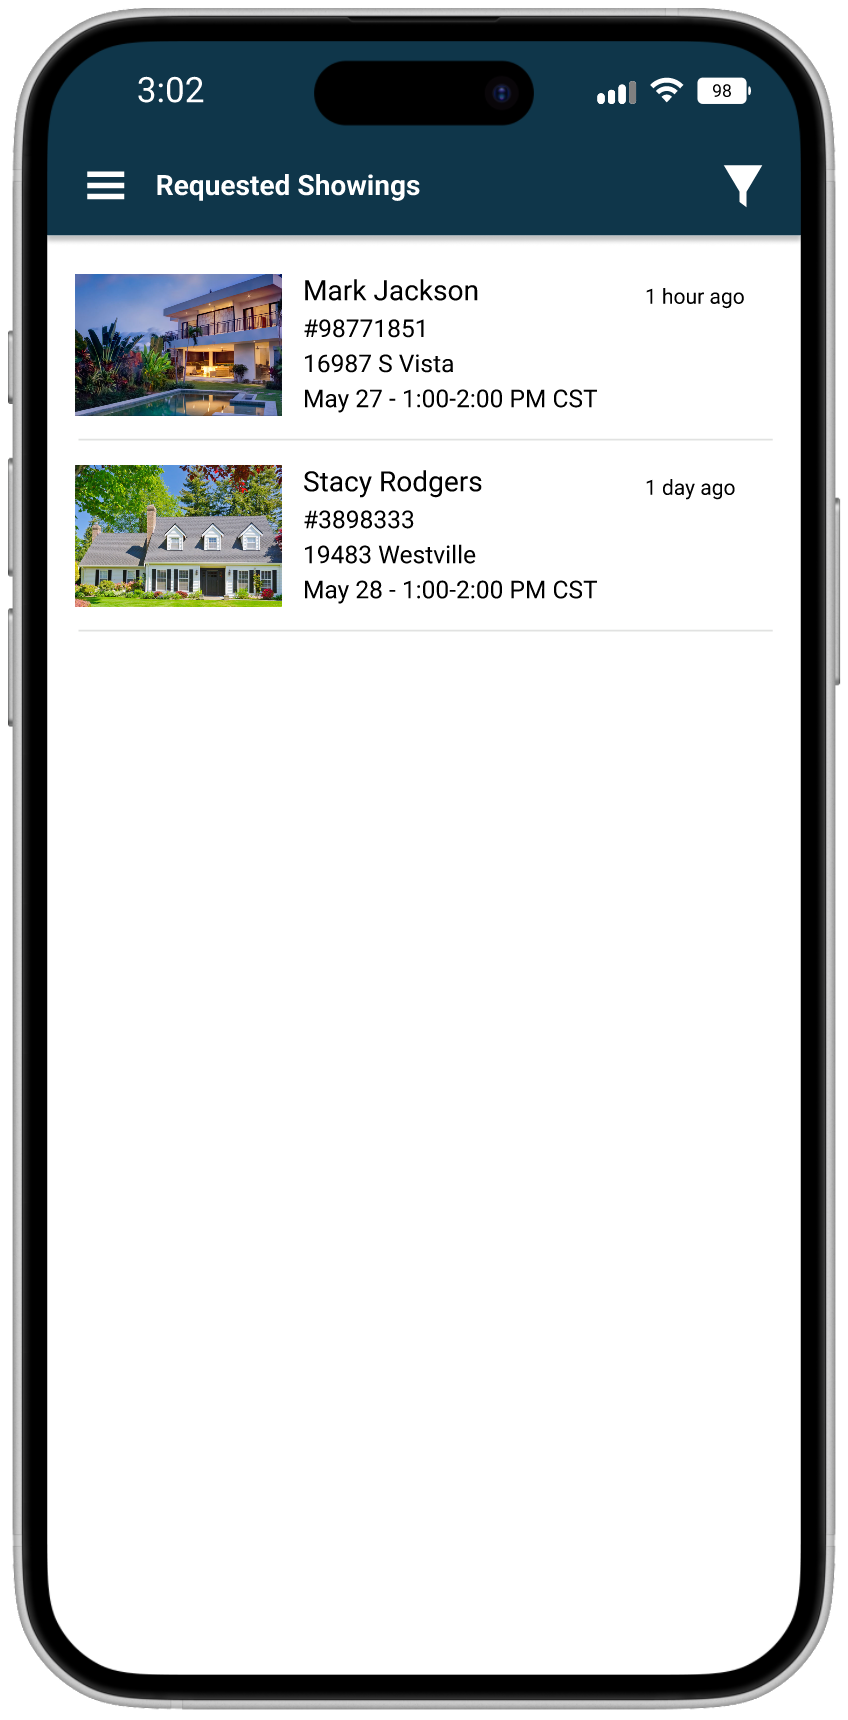 3:02
98
Requested Showings
Mark Jackson
1 hour ago
#98771851
16987 S Vista
May 27 - 1:00-2:00 PM CST
Stacy Rodgers
1 day ago
#3898333
19483 Westville
May 28 - 1:00-2:00 PM CST